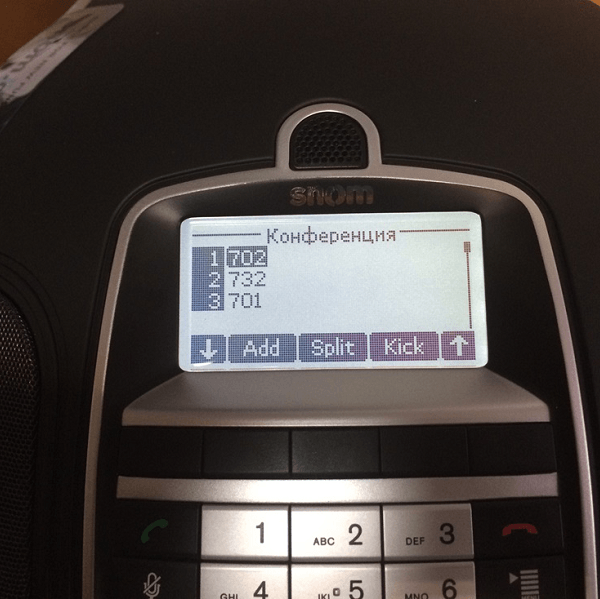 snom
Конференция
1 702
2 732
3 701
↓ Add Split Kick ↑
1 ABC 2 DEF 3
GHI 4 JKL 5 MNO 6